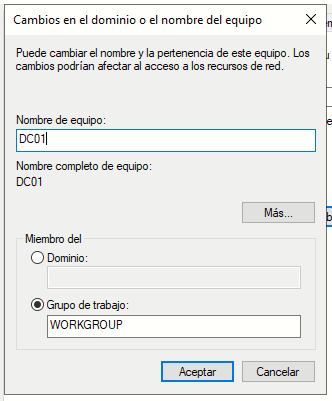 Cambios en el dominio o el nombre del equipo
Puede cambiar el nombre y la pertenencia de este equipo. Los
cambios podrían afectar al acceso a los recursos de red.
Nombre de equipo:
DC01
Nombre completo de equipo:
DC01
Más...
Miembro del
Dominio:
Grupo de trabajo:
WORKGROUP
Aceptar
Cancelar